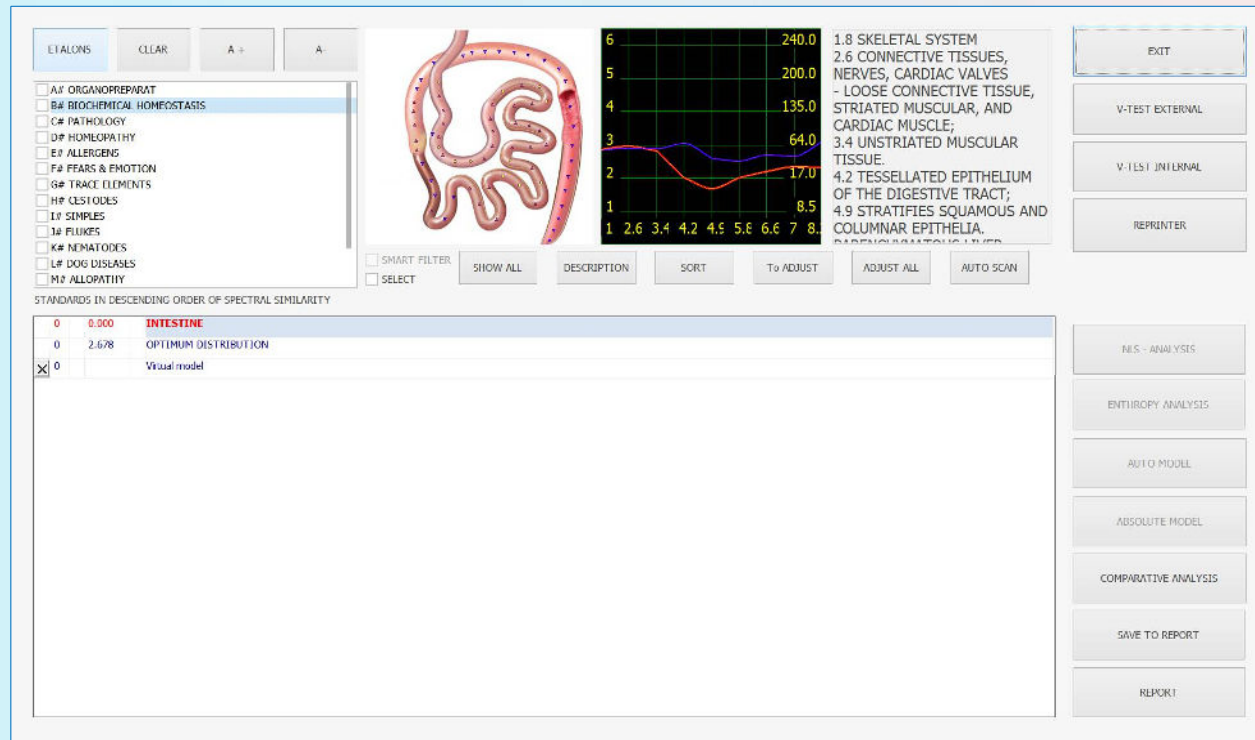 ETALONS
CLEAR
A +
A-
A# ORGANOPREPARAT
B# BIOCHEMICAL HOMEOSTASIS
C# PATHOLOGY
D# HOMEOPATHY
E# ALLERGENS
F# FEARS & EMOTION
G# TRACE ELEMENTS
H# CESTODES
I# SIMPLES
J# FLUKES
K# NEMATODES
L# DOG DISEASES
M# ALLOPATHY
6 240.0
5 200.0
4 135.0
3 64.0
2 17.0
1 8.5
1 2.6 3.4 4.2 4.9 5.8 6.6 7 8.
1.8 SKELETAL SYSTEM
2.6 CONNECTIVE TISSUES,
NERVES, CARDIAC VALVES
- LOOSE CONNECTIVE TISSUE,
STRIATED MUSCULAR, AND
CARDIAC MUSCLE;
3.4 UNSTRIATED MUSCULAR
TISSUE.
4.2 TESSELLATED EPITHELIUM
OF THE DIGESTIVE TRACT;
4.9 STRATIFIES SQUAMOUS AND
COLUMNAR EPITHELIA.
PARENCHYMATOUS LIVER
SMART FILTER
SELECT
SHOW ALL
DESCRIPTION
SORT
To ADJUST
ADJUST ALL
AUTO SCAN
STANDARDS IN DESCENDING ORDER OF SPECTRAL SIMILARITY
0 0.000 INTESTINE
0 2.678 OPTIMUM DISTRIBUTION
0 Virtual model
EXIT
V-TEST EXTERNAL
V-TEST INTERNAL
REPRINTER
NLS - ANALYSIS
ENTHROPY ANALYSIS
AUTO MODEL
ABSOLUTE MODEL
COMPARATIVE ANALYSIS
SAVE TO REPORT
REPORT